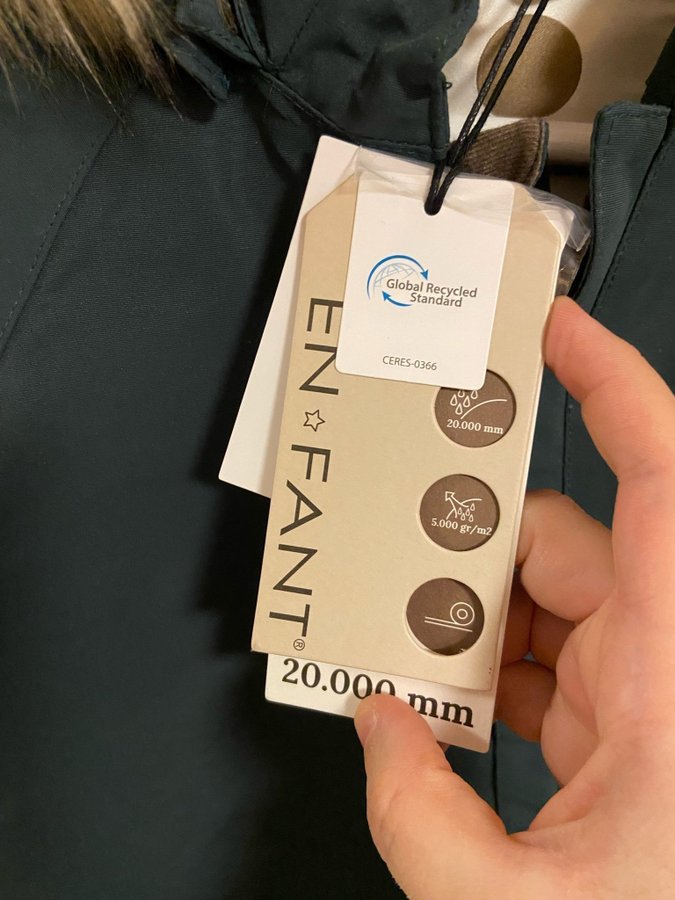 Global Recycled
Standard
CERES-0366
EN FANT®
20.000 mm
5.000 gr/m2
20.000 mm